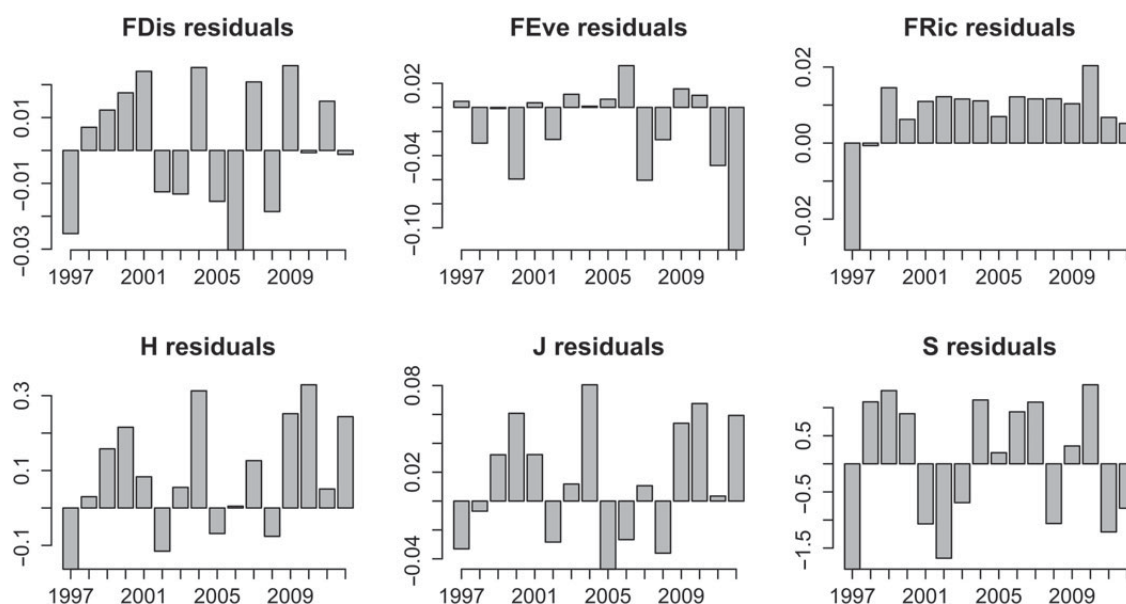 FDis residuals
0.01
−0.01
−0.03
1997 2001 2005 2009
FEve residuals
0.02
−0.04
−0.10
1997 2001 2005 2009
FRic residuals
0.02
0.00
−0.02
1997 2001 2005 2009
H residuals
0.3
0.1
−0.1
1997 2001 2005 2009
J residuals
0.08
0.02
−0.04
1997 2001 2005 2009
S residuals
0.5
−0.5
−1.5
1997 2001 2005 2009